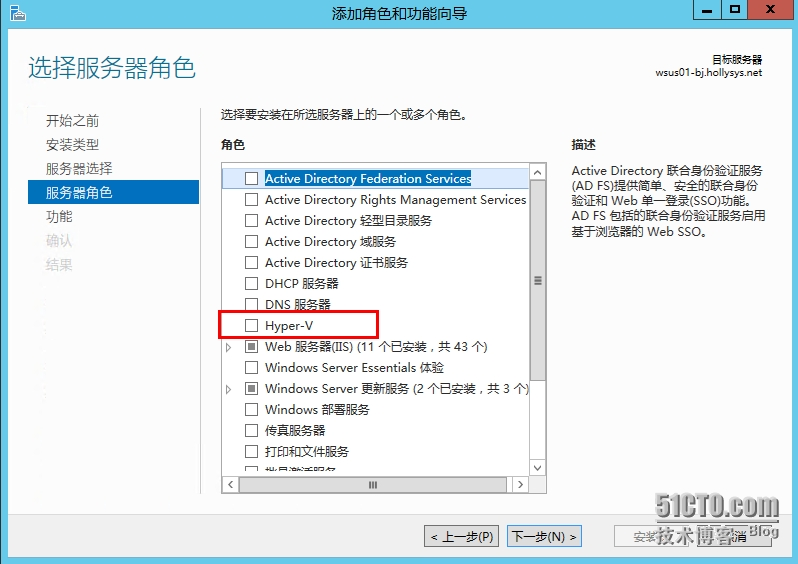 添加角色和功能向导
选择服务器角色
目标服务器
wsus01-bj.hollysys.net
开始之前
安装类型
服务器选择
服务器角色
功能
确认
结果
选择要安装在所选服务器上的一个或多个角色。
角色
Active Directory Federation Services
Active Directory Rights Management Services
Active Directory 轻型目录服务
Active Directory 域服务
Active Directory 证书服务
DHCP 服务器
DNS 服务器
Hyper-V
Web 服务器(IIS) (11 个已安装，共 43 个)
Windows Server Essentials 体验
Windows Server 更新服务 (2 个已安装，共 3 个)
Windows 部署服务
传真服务器
打印和文件服务
批量激活服务
描述
Active Directory 联合身份验证服务
(AD FS)提供简单、安全的联合身份
验证和 Web 单一登录(SSO)功能。
AD FS 包括的联合身份验证服务启用
基于浏览器的 Web SSO。
< 上一步(P)
下一步(N) >
安装
取消
51CTO.com
技术博客 Blog